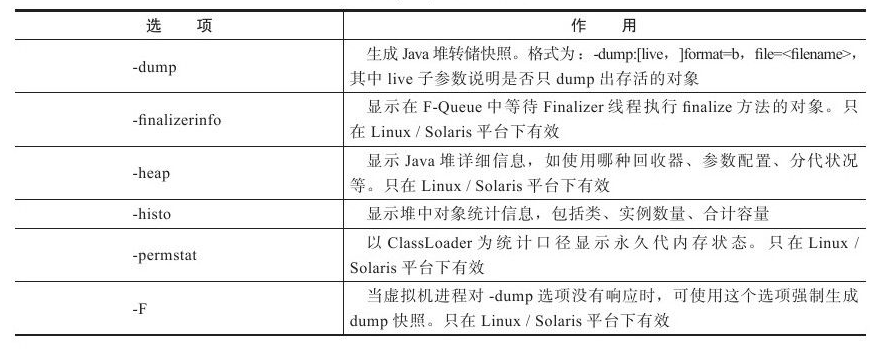 选 项 作 用
-dump
生成 Java 堆转储快照。格式为：-dump:[live，]format=b，file=<filename>，
其中 live 子参数说明是否只 dump 出存活的对象
-finalizerinfo
显示在 F-Queue 中等待 Finalizer 线程执行 finalize 方法的对象。只
在 Linux / Solaris 平台下有效
-heap
显示 Java 堆详细信息，如使用哪种回收器、参数配置、分代状况
等。只在 Linux / Solaris 平台下有效
-histo
显示堆中对象统计信息，包括类、实例数量、合计容量
-permstat
以 ClassLoader 为统计口径显示永久代内存状态。只在 Linux /
Solaris 平台下有效
-F
当虚拟机进程对 -dump 选项没有响应时，可使用这个选项强制生成
dump 快照。只在 Linux / Solaris 平台下有效